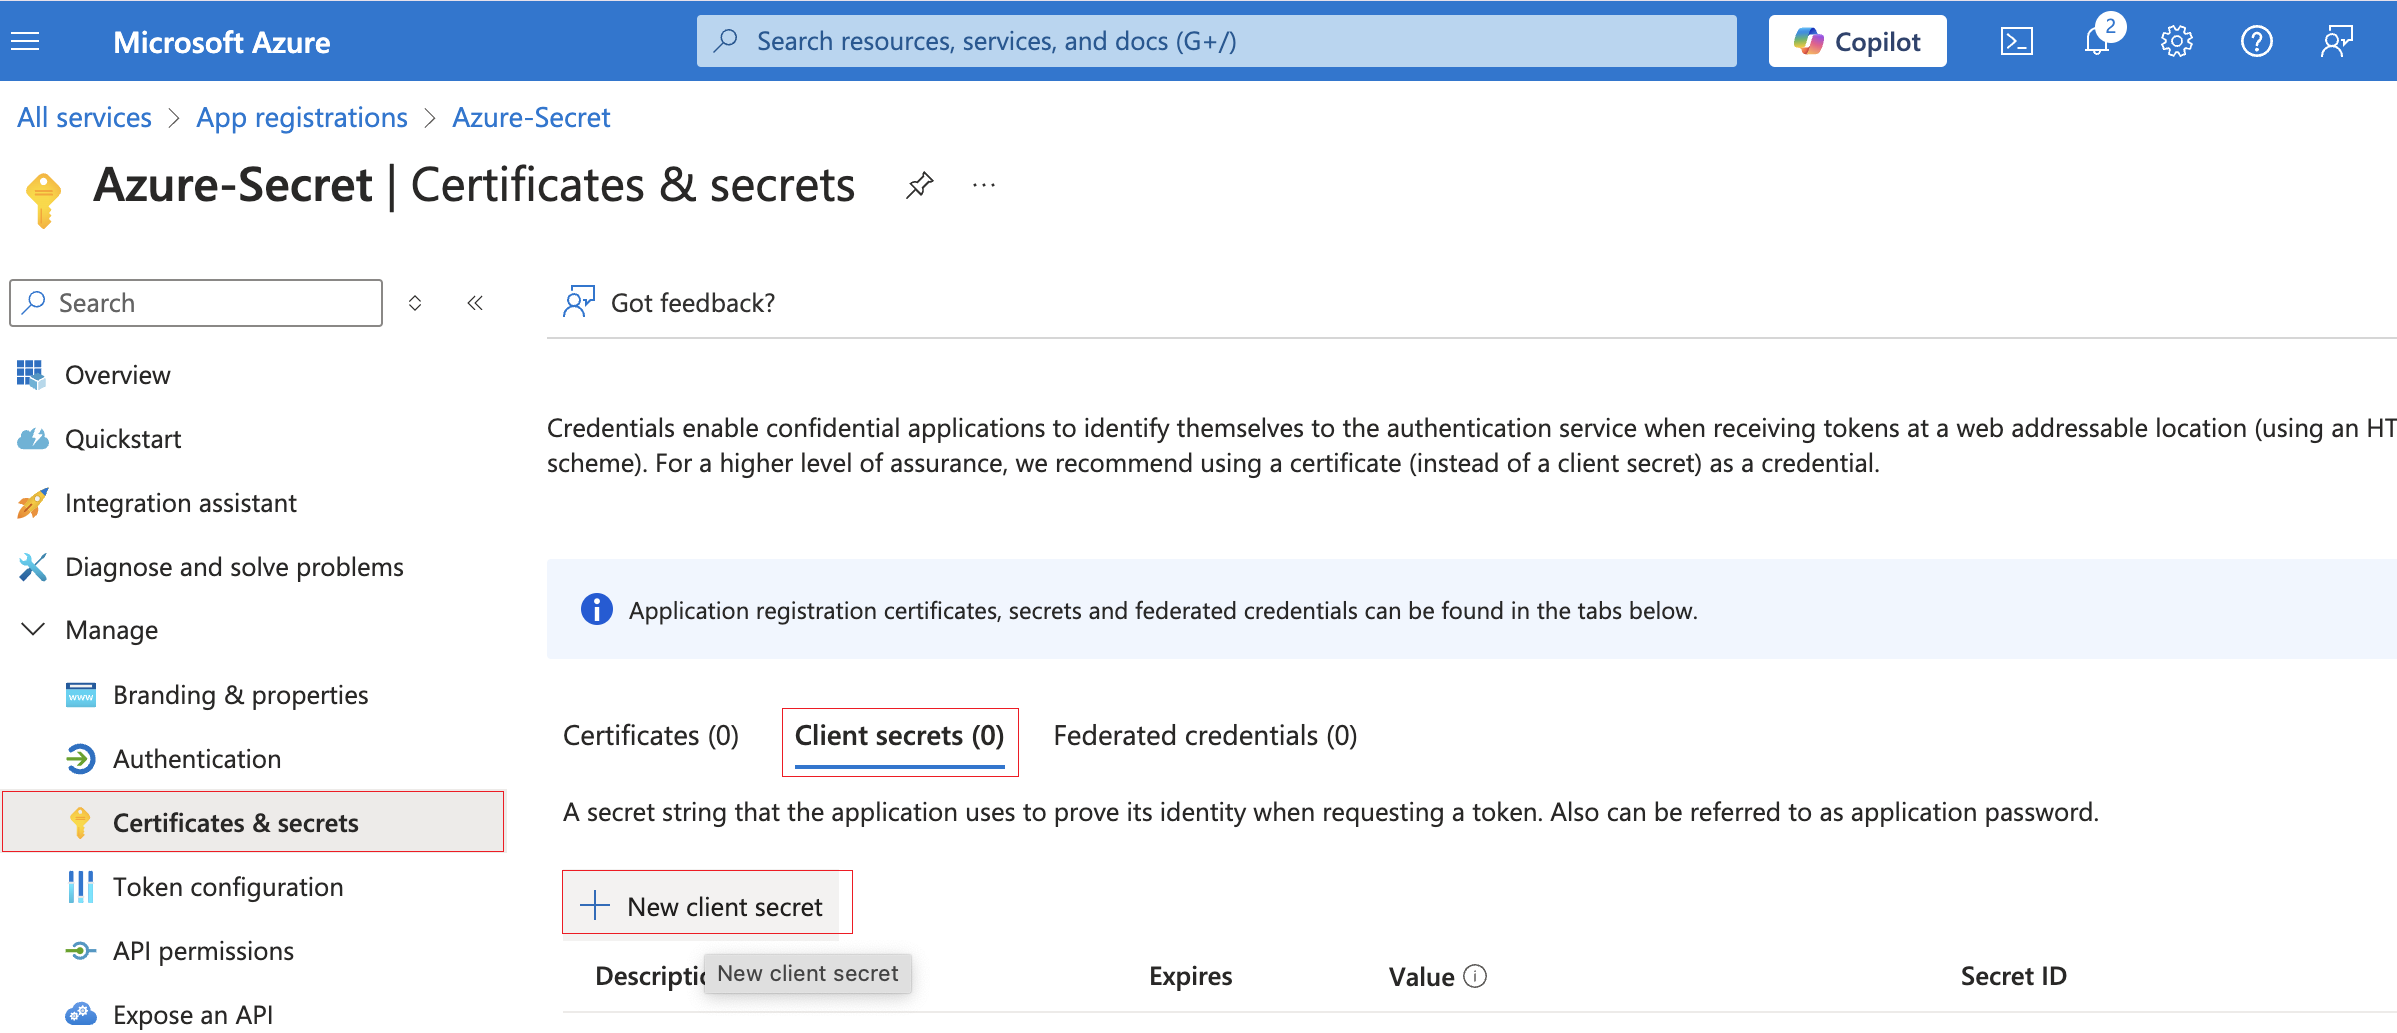 Microsoft Azure
Search resources, services, and docs (G+/)
Copilot
2
All services > App registrations > Azure-Secret
Azure-Secret | Certificates & secrets
Search
Got feedback?
Overview
Quickstart
Integration assistant
Diagnose and solve problems
Manage
Branding & properties
Authentication
Certificates & secrets
Token configuration
API permissions
Expose an API
Credentials enable confidential applications to identify themselves to the authentication service when receiving tokens at a web addressable location (using an HT
scheme). For a higher level of assurance, we recommend using a certificate (instead of a client secret) as a credential.
Application registration certificates, secrets and federated credentials can be found in the tabs below.
Certificates (0) Client secrets (0) Federated credentials (0)
A secret string that the application uses to prove its identity when requesting a token. Also can be referred to as application password.
New client secret
New client secret
Descriptio Expires Value Secret ID